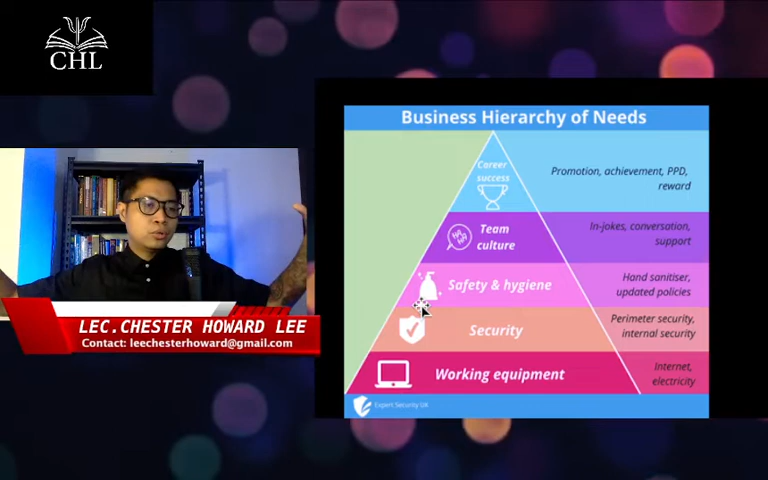 CHL
Business Hierarchy of Needs
Career
success
Promotion, achievement, PPD,
reward
HA
HA
Team
culture
In-jokes, conversation,
support
Safety & hygiene
Hand sanitiser,
updated policies
Security
Perimeter security,
internal security
Working equipment
Internet,
electricity
Expert Security UK
LEC.CHESTER HOWARD LEE
Contact: leechesterhoward@gmail.com